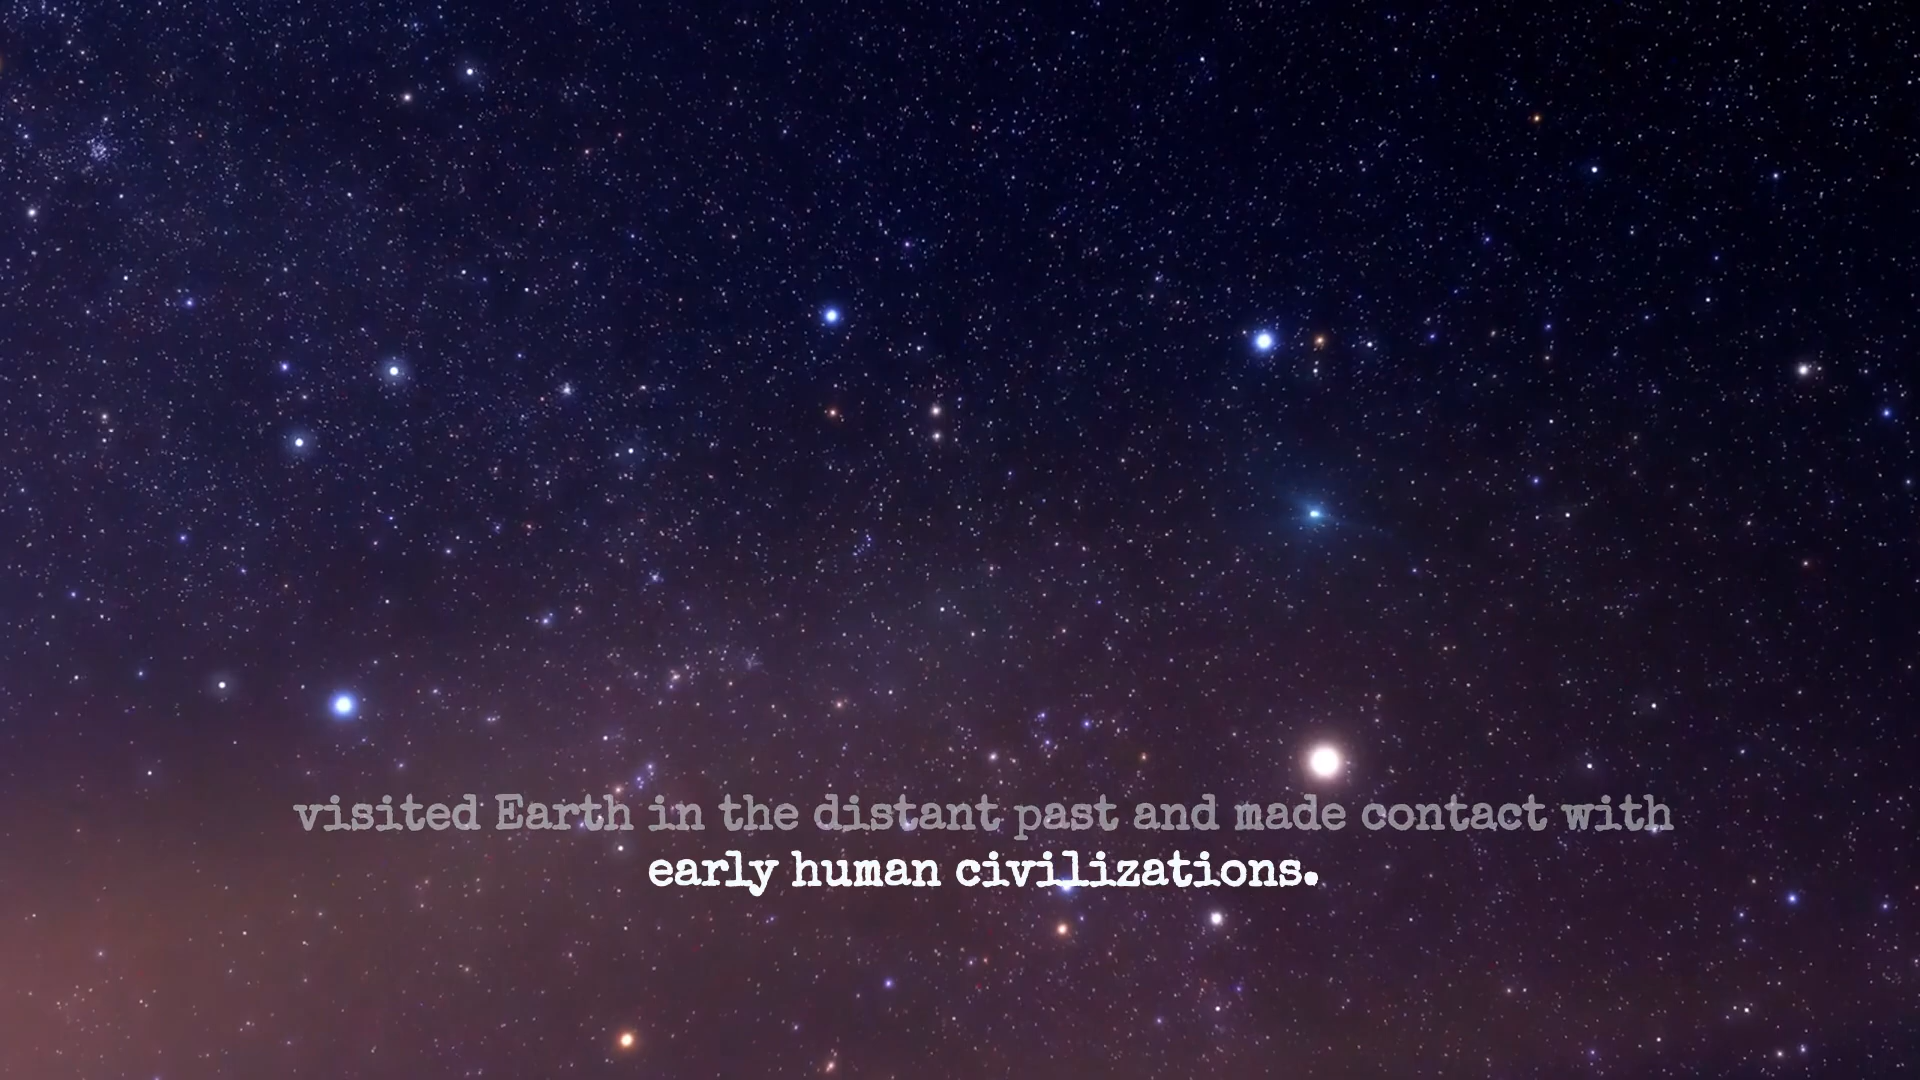 visited Earth in the distant past and made contact with
early human civilizations.